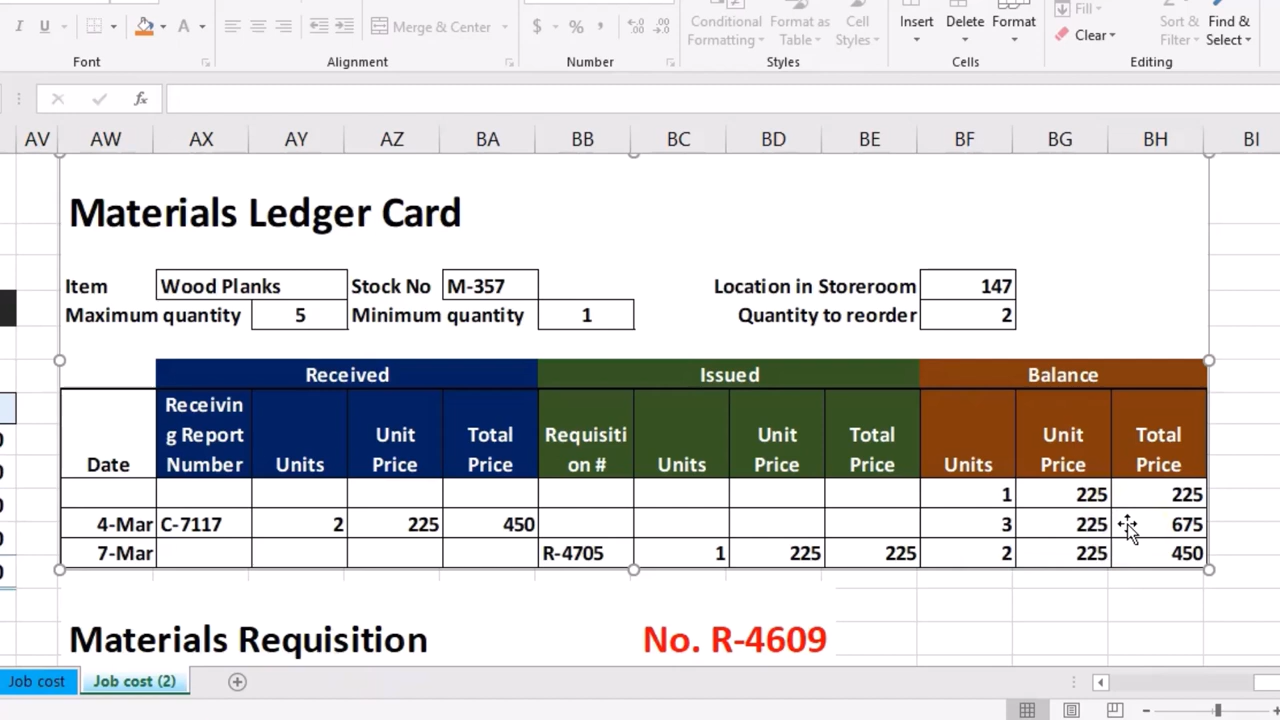 I U A $ % , Merge & Center
Conditional Formatting Format as Table Cell Styles
Insert Delete Format
Fill Clear Sort & Filter Find & Select
Font Alignment Number Styles Cells Editing
fx
AV AW AX AY AZ BA BB BC BD BE BF BG BH BI
Materials Ledger Card
Item Wood Planks Stock No M-357 Location in Storeroom 147
Maximum quantity 5 Minimum quantity 1 Quantity to reorder 2
Received Issued Balance
Date Receiving Report Number Units Unit Price Total Price Requisition # Units Unit Price Total Price Units Unit Price Total Price
1 225 225
4-Mar C-7117 2 225 450 3 225 675
7-Mar R-4705 1 225 225 2 225 450
Materials Requisition No. R-4609
Job cost Job cost (2)